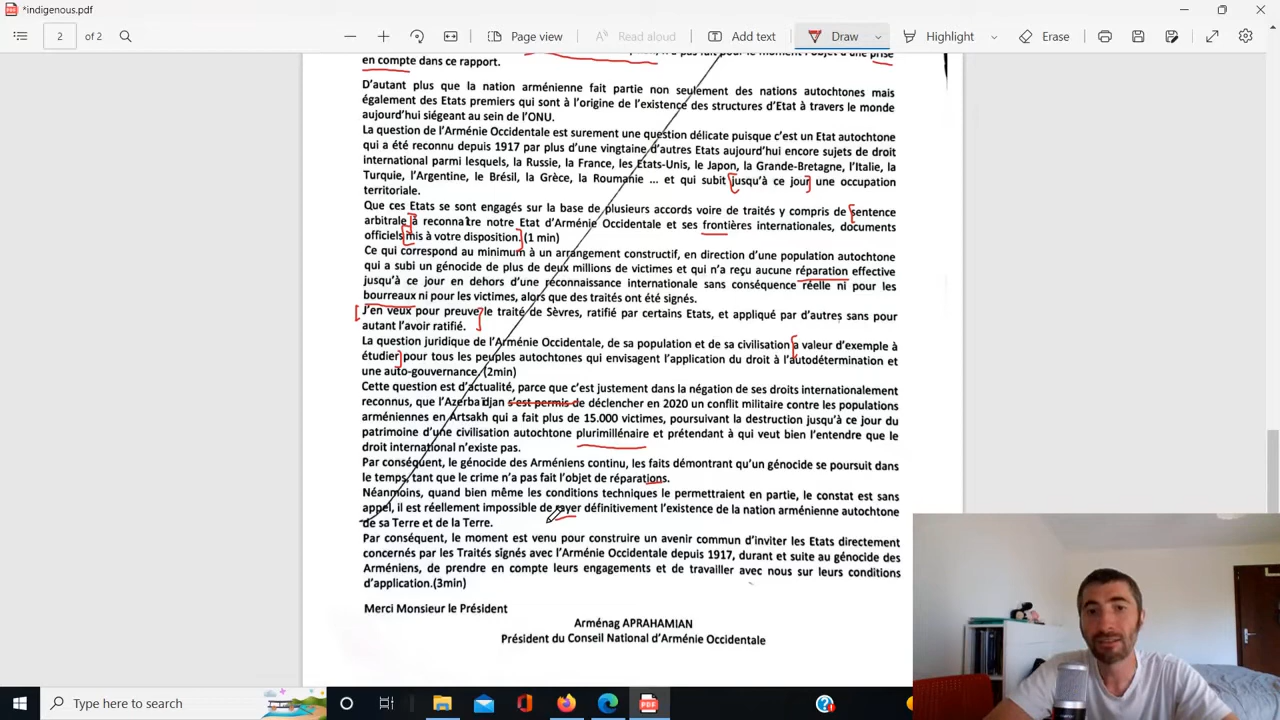 *indigenous.pdf
2 of 2
Page view
Read aloud
Add text
Draw
Highlight
Erase
pas fait pour le moment l'objet d'une prise
en compte dans ce rapport.
D'autant plus que la nation arménienne fait partie non seulement des nations autochtones mais
également des Etats premiers qui sont à l'origine de l'existence des structures d'Etat à travers le monde
aujourd'hui siégeant au sein de l'ONU.
La question de l'Arménie Occidentale est surement une question délicate puisque c'est un Etat autochtone
qui a été reconnu depuis 1917 par plus d'une vingtaine d'autres Etats aujourd'hui encore sujets de droit
international parmi lesquels, la Russie, la France, les Etats-Unis, le Japon, la Grande-Bretagne, l'Italie, la
Turquie, l'Argentine, le Brésil, la Grèce, la Roumanie ... et qui subit jusqu'à ce jour une occupation
territoriale.
Que ces Etats se sont engagés sur la base de plusieurs accords voire de traités y compris de sentence
arbitrale à reconnaître notre Etat d'Arménie Occidentale et ses frontières internationales, documents
officiels mis à votre disposition. (1 min)
Ce qui correspond au minimum à un arrangement constructif, en direction d'une population autochtone
qui a subi un génocide de plus de deux millions de victimes et qui n'a reçu aucune réparation effective
jusqu'à ce jour en dehors d'une reconnaissance internationale sans conséquence réelle ni pour les
bourreaux ni pour les victimes, alors que des traités ont été signés.
J'en veux pour preuve le traité de Sèvres, ratifié par certains Etats, et appliqué par d'autres sans pour
autant l'avoir ratifié.
La question juridique de l'Arménie Occidentale, de sa population et de sa civilisation a valeur d'exemple à
étudier pour tous les peuples autochtones qui envisagent l'application du droit à l'autodétermination et
une auto-gouvernance. (2min)
Cette question est d'actualité, parce que c'est justement dans la négation de ses droits internationalement
reconnus, que l'Azerbaïdjan s'est permis de déclencher en 2020 un conflit militaire contre les populations
arméniennes en Artsakh qui a fait plus de 15.000 victimes, poursuivant la destruction jusqu'à ce jour du
patrimoine d'une civilisation autochtone plurimillénaire et prétendant à qui veut bien l'entendre que le
droit international n'existe pas.
Par conséquent, le génocide des Arméniens continu, les faits démontrant qu'un génocide se poursuit dans
le temps, tant que le crime n'a pas fait l'objet de réparations.
Néanmoins, quand bien même les conditions techniques le permettraient en partie, le constat est sans
appel, il est réellement impossible de rayer définitivement l'existence de la nation arménienne autochtone
de sa Terre et de la Terre.
Par conséquent, le moment est venu pour construire un avenir commun d'inviter les Etats directement
concernés par les Traités signés avec l'Arménie Occidentale depuis 1917, durant et suite au génocide des
Arméniens, de prendre en compte leurs engagements et de travailler avec nous sur leurs conditions
d'application.(3min)
Merci Monsieur le Président
Arménag APRAHAMIAN
Président du Conseil National d'Arménie Occidentale
Type here to search